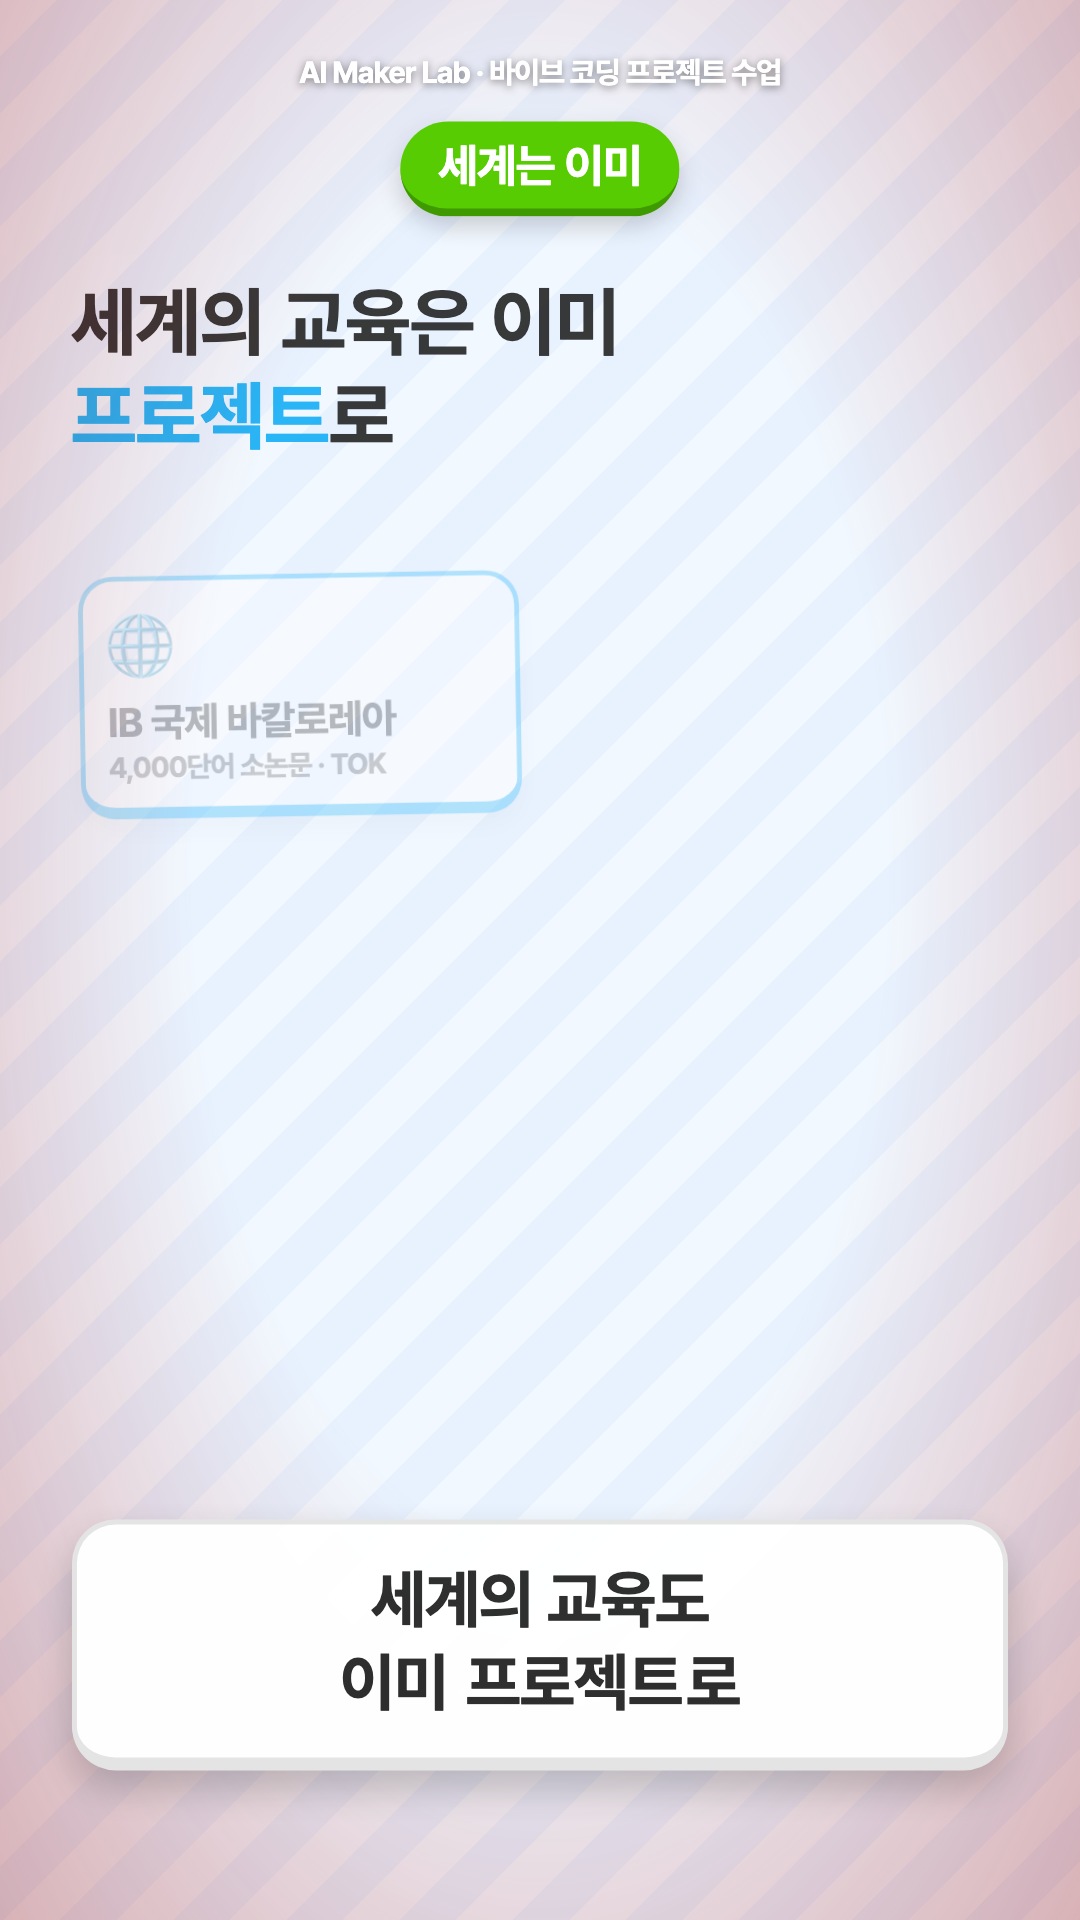 AI Maker Lab · 바이브 코딩 프로젝트 수업
세계는 이미
세계의 교육은 이미
프로젝트로
IB 국제 바칼로레아
4,000단어 소논문 · TOK
세계의 교육도
이미 프로젝트로